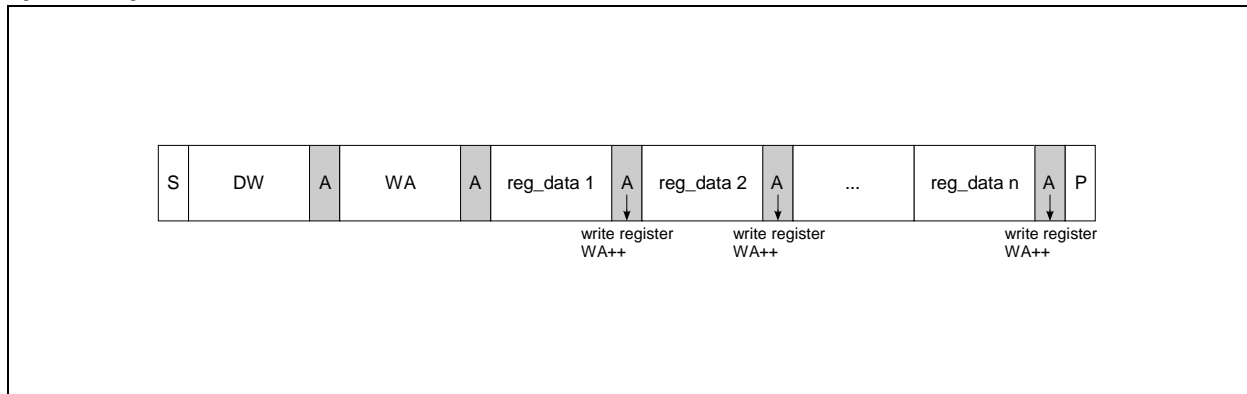 S DW A WA A reg_data 1 A reg_data 2 A ... reg_data n A P
write register write register write register
WA++ WA++ WA++